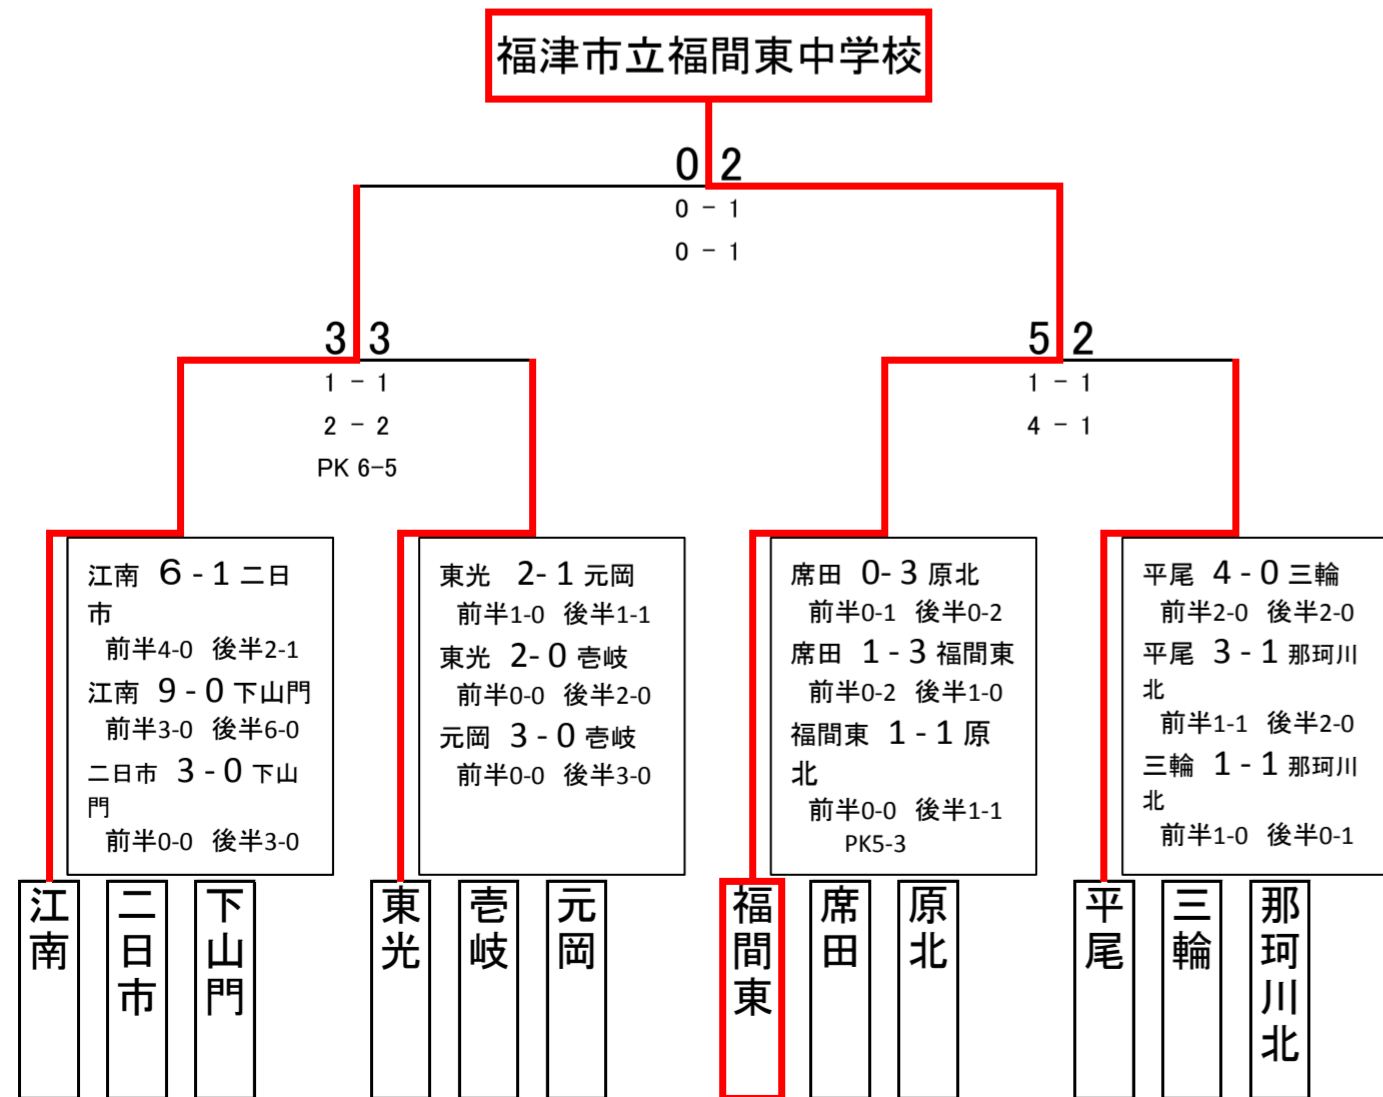 福津市立福間東中学校
0 2
0 - 1
0 - 1
3 3
1 - 1
2 - 2
PK 6-5
5 2
1 - 1
4 - 1
江南 6 - 1 二日
市
前半4-0 後半2-1
江南 9 - 0 下山門
前半3-0 後半6-0
二日市 3 - 0 下山
門
前半0-0 後半3-0
東光 2- 1 元岡
前半1-0 後半1-1
東光 2- 0 壱岐
前半0-0 後半2-0
元岡 3 - 0 壱岐
前半0-0 後半3-0
席田 0- 3 原北
前半0-1 後半0-2
席田 1 - 3 福間東
前半0-2 後半1-0
福間東 1 - 1 原
北
前半0-0 後半1-1
PK5-3
平尾 4 - 0 三輪
前半2-0 後半2-0
平尾 3 - 1 那珂川
北
前半1-1 後半2-0
三輪 1 - 1 那珂川
北
前半1-0 後半0-1
江南
二日市
下山門
東光
壱岐
元岡
福間東
席田
原北
平尾
三輪
那珂川北